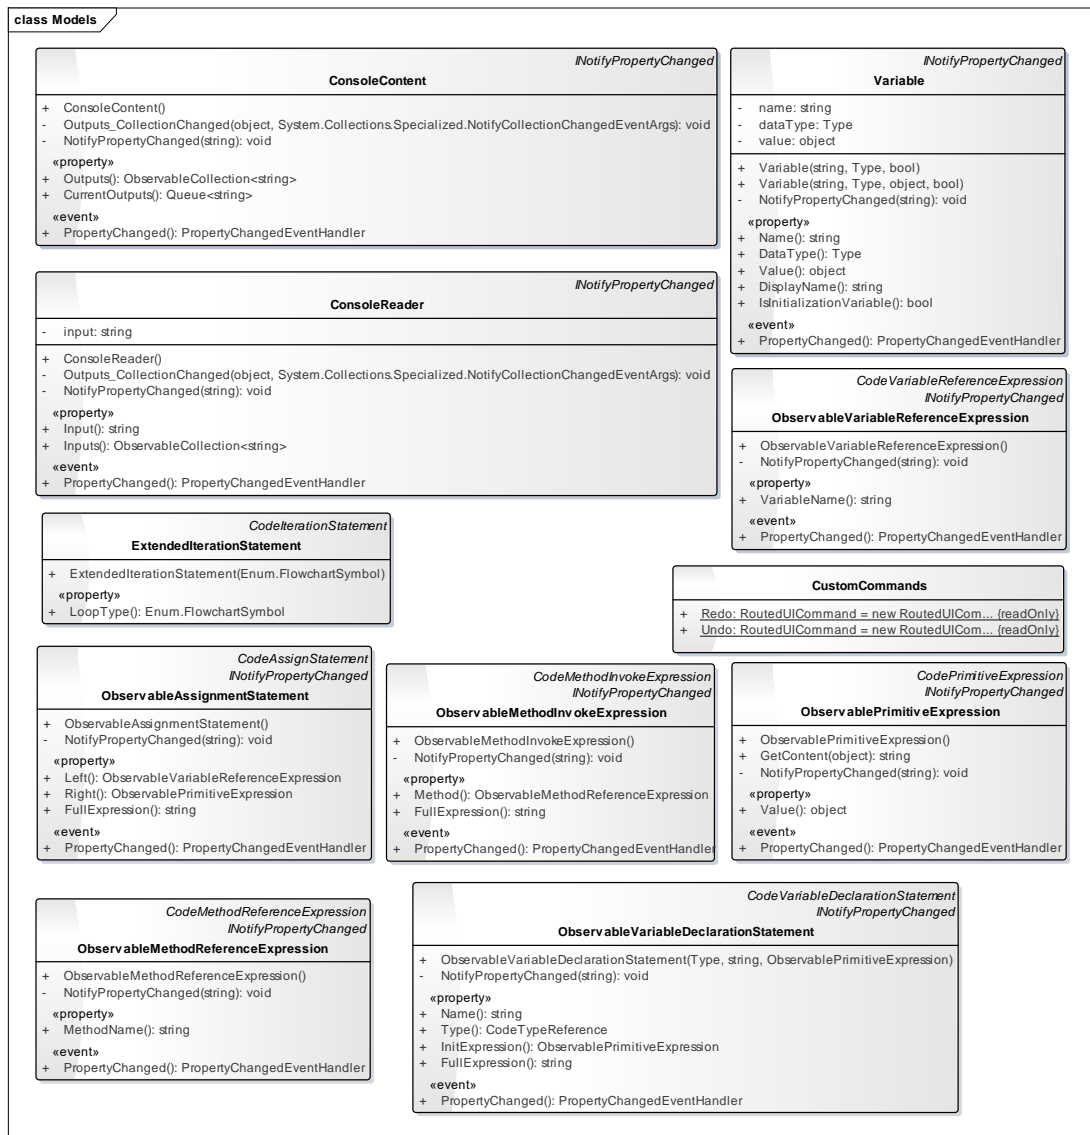 class Models
INotifyPropertyChanged
ConsoleContent
+ ConsoleContent()
- Outputs_CollectionChanged(object, System.Collections.Specialized.NotifyCollectionChangedEventArgs): void
- NotifyPropertyChanged(string): void
«property»
+ Outputs(): ObservableCollection<string>
+ CurrentOutputs(): Queue<string>
«event»
+ PropertyChanged(): PropertyChangedEventHandler
INotifyPropertyChanged
Variable
- name: string
- dataType: Type
- value: object
+ Variable(string, Type, bool)
+ Variable(string, Type, object, bool)
- NotifyPropertyChanged(string): void
«property»
+ Name(): string
+ DataType(): Type
+ Value(): object
+ DisplayName(): string
+ IsInitializationVariable(): bool
«event»
+ PropertyChanged(): PropertyChangedEventHandler
INotifyPropertyChanged
ConsoleReader
- input: string
+ ConsoleReader()
- Outputs_CollectionChanged(object, System.Collections.Specialized.NotifyCollectionChangedEventArgs): void
- NotifyPropertyChanged(string): void
«property»
+ Input(): string
+ Inputs(): ObservableCollection<string>
«event»
+ PropertyChanged(): PropertyChangedEventHandler
CodeVariableReferenceExpression
INotifyPropertyChanged
ObservableVariableReferenceExpression
+ ObservableVariableReferenceExpression()
- NotifyPropertyChanged(string): void
«property»
+ VariableName(): string
«event»
+ PropertyChanged(): PropertyChangedEventHandler
CodeIterationStatement
ExtendedIterationStatement
+ ExtendedIterationStatement(Enum.FlowchartSymbol)
«property»
+ LoopType(): Enum.FlowchartSymbol
CustomCommands
+ Redo: RoutedUICommand = new RoutedUICom... {readOnly}
+ Undo: RoutedUICommand = new RoutedUICom... {readOnly}
CodeAssignStatement
INotifyPropertyChanged
ObservableAssignmentStatement
+ ObservableAssignmentStatement()
- NotifyPropertyChanged(string): void
«property»
+ Left(): ObservableVariableReferenceExpression
+ Right(): ObservablePrimitiveExpression
+ FullExpression(): string
«event»
+ PropertyChanged(): PropertyChangedEventHandler
CodeMethodInvokeExpression
INotifyPropertyChanged
ObservableMethodInvokeExpression
+ ObservableMethodInvokeExpression()
- NotifyPropertyChanged(string): void
«property»
+ Method(): ObservableMethodReferenceExpression
+ FullExpression(): string
«event»
+ PropertyChanged(): PropertyChangedEventHandler
CodePrimitiveExpression
INotifyPropertyChanged
ObservablePrimitiveExpression
+ ObservablePrimitiveExpression()
+ GetContent(object): string
- NotifyPropertyChanged(string): void
«property»
+ Value(): object
«event»
+ PropertyChanged(): PropertyChangedEventHandler
CodeMethodReferenceExpression
INotifyPropertyChanged
ObservableMethodReferenceExpression
+ ObservableMethodReferenceExpression()
- NotifyPropertyChanged(string): void
«property»
+ MethodName(): string
«event»
+ PropertyChanged(): PropertyChangedEventHandler
CodeVariableDeclarationStatement
INotifyPropertyChanged
ObservableVariableDeclarationStatement
+ ObservableVariableDeclarationStatement(Type, string, ObservablePrimitiveExpression)
- NotifyPropertyChanged(string): void
«property»
+ Name(): string
+ Type(): CodeTypeReference
+ InitExpression(): ObservablePrimitiveExpression
+ FullExpression(): string
«event»
+ PropertyChanged(): PropertyChangedEventHandler